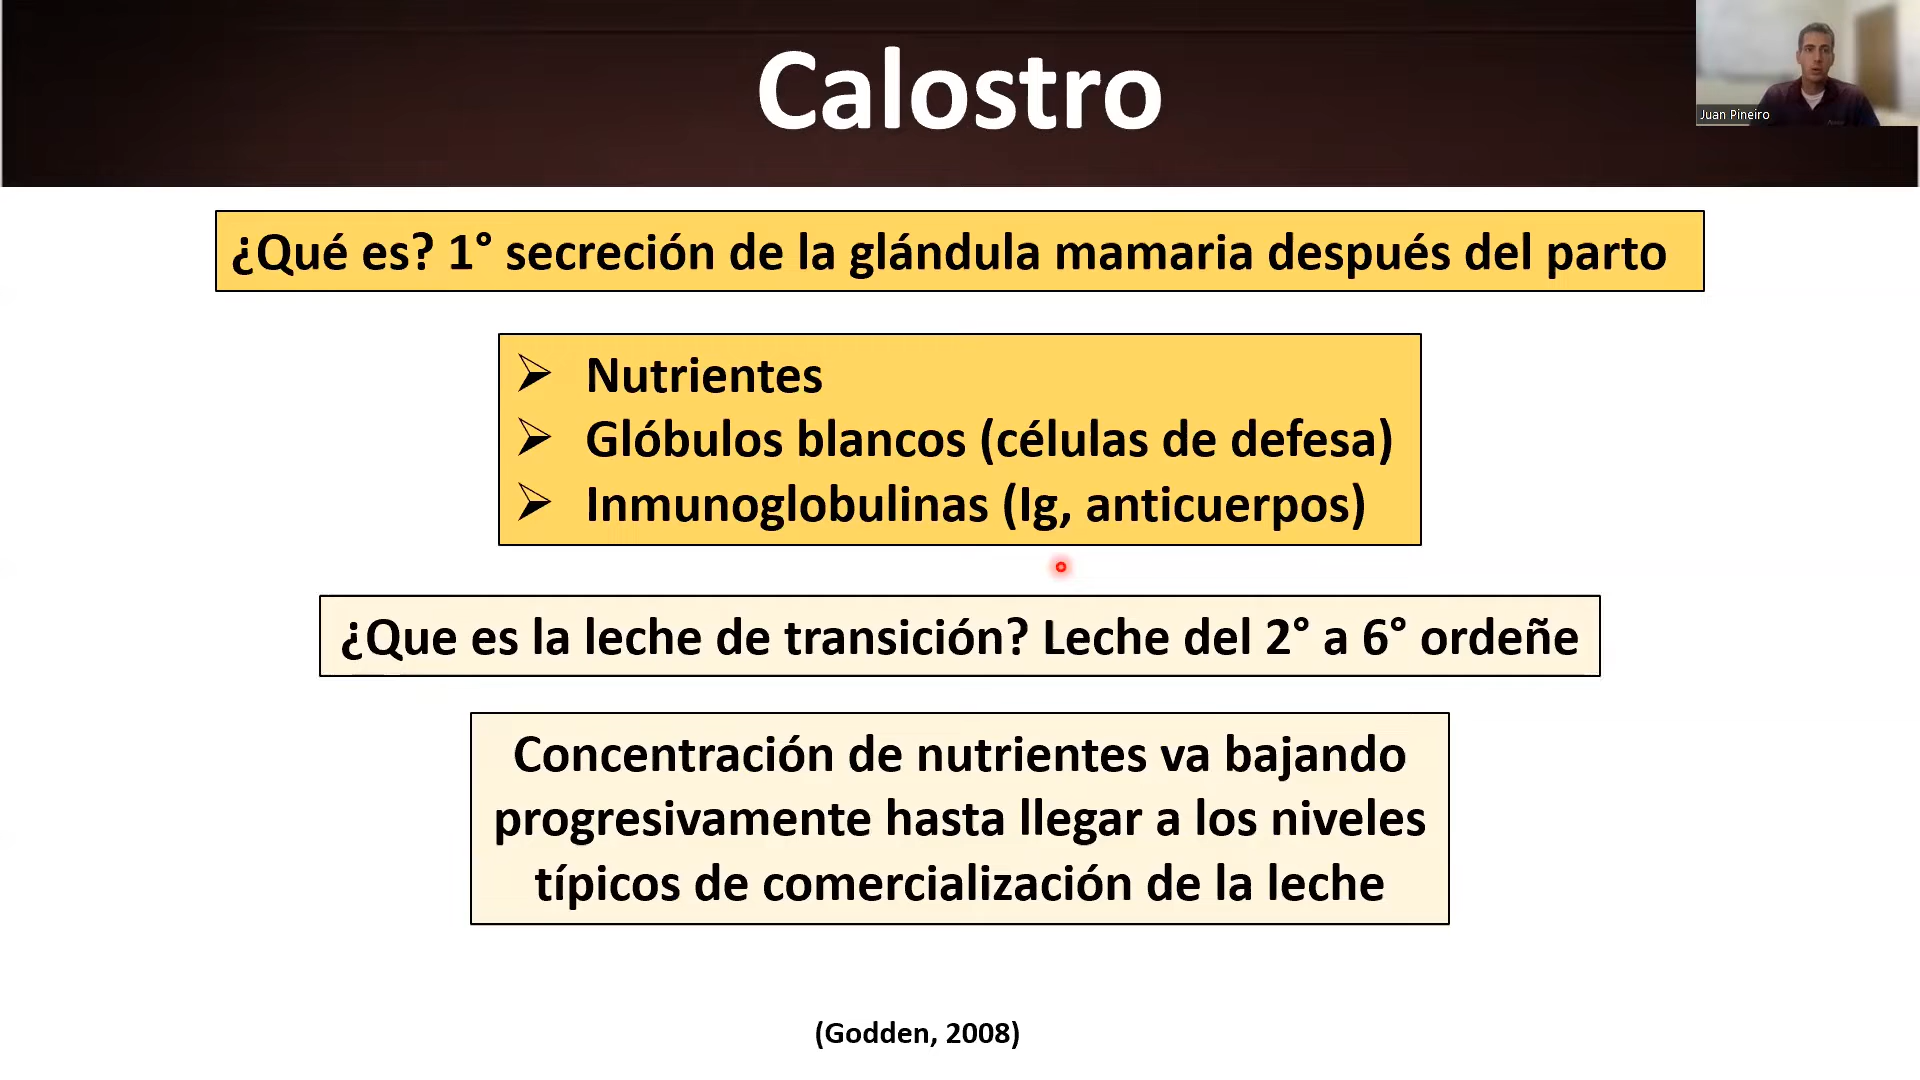 Calostro
Juan Pineiro
¿Qué es? 1° secreción de la glándula mamaria después del parto
Nutrientes
Glóbulos blancos (células de defesa)
Inmunoglobulinas (Ig, anticuerpos)
¿Que es la leche de transición? Leche del 2° a 6° ordeñe
Concentración de nutrientes va bajando
progresivamente hasta llegar a los niveles
típicos de comercialización de la leche
(Godden, 2008)